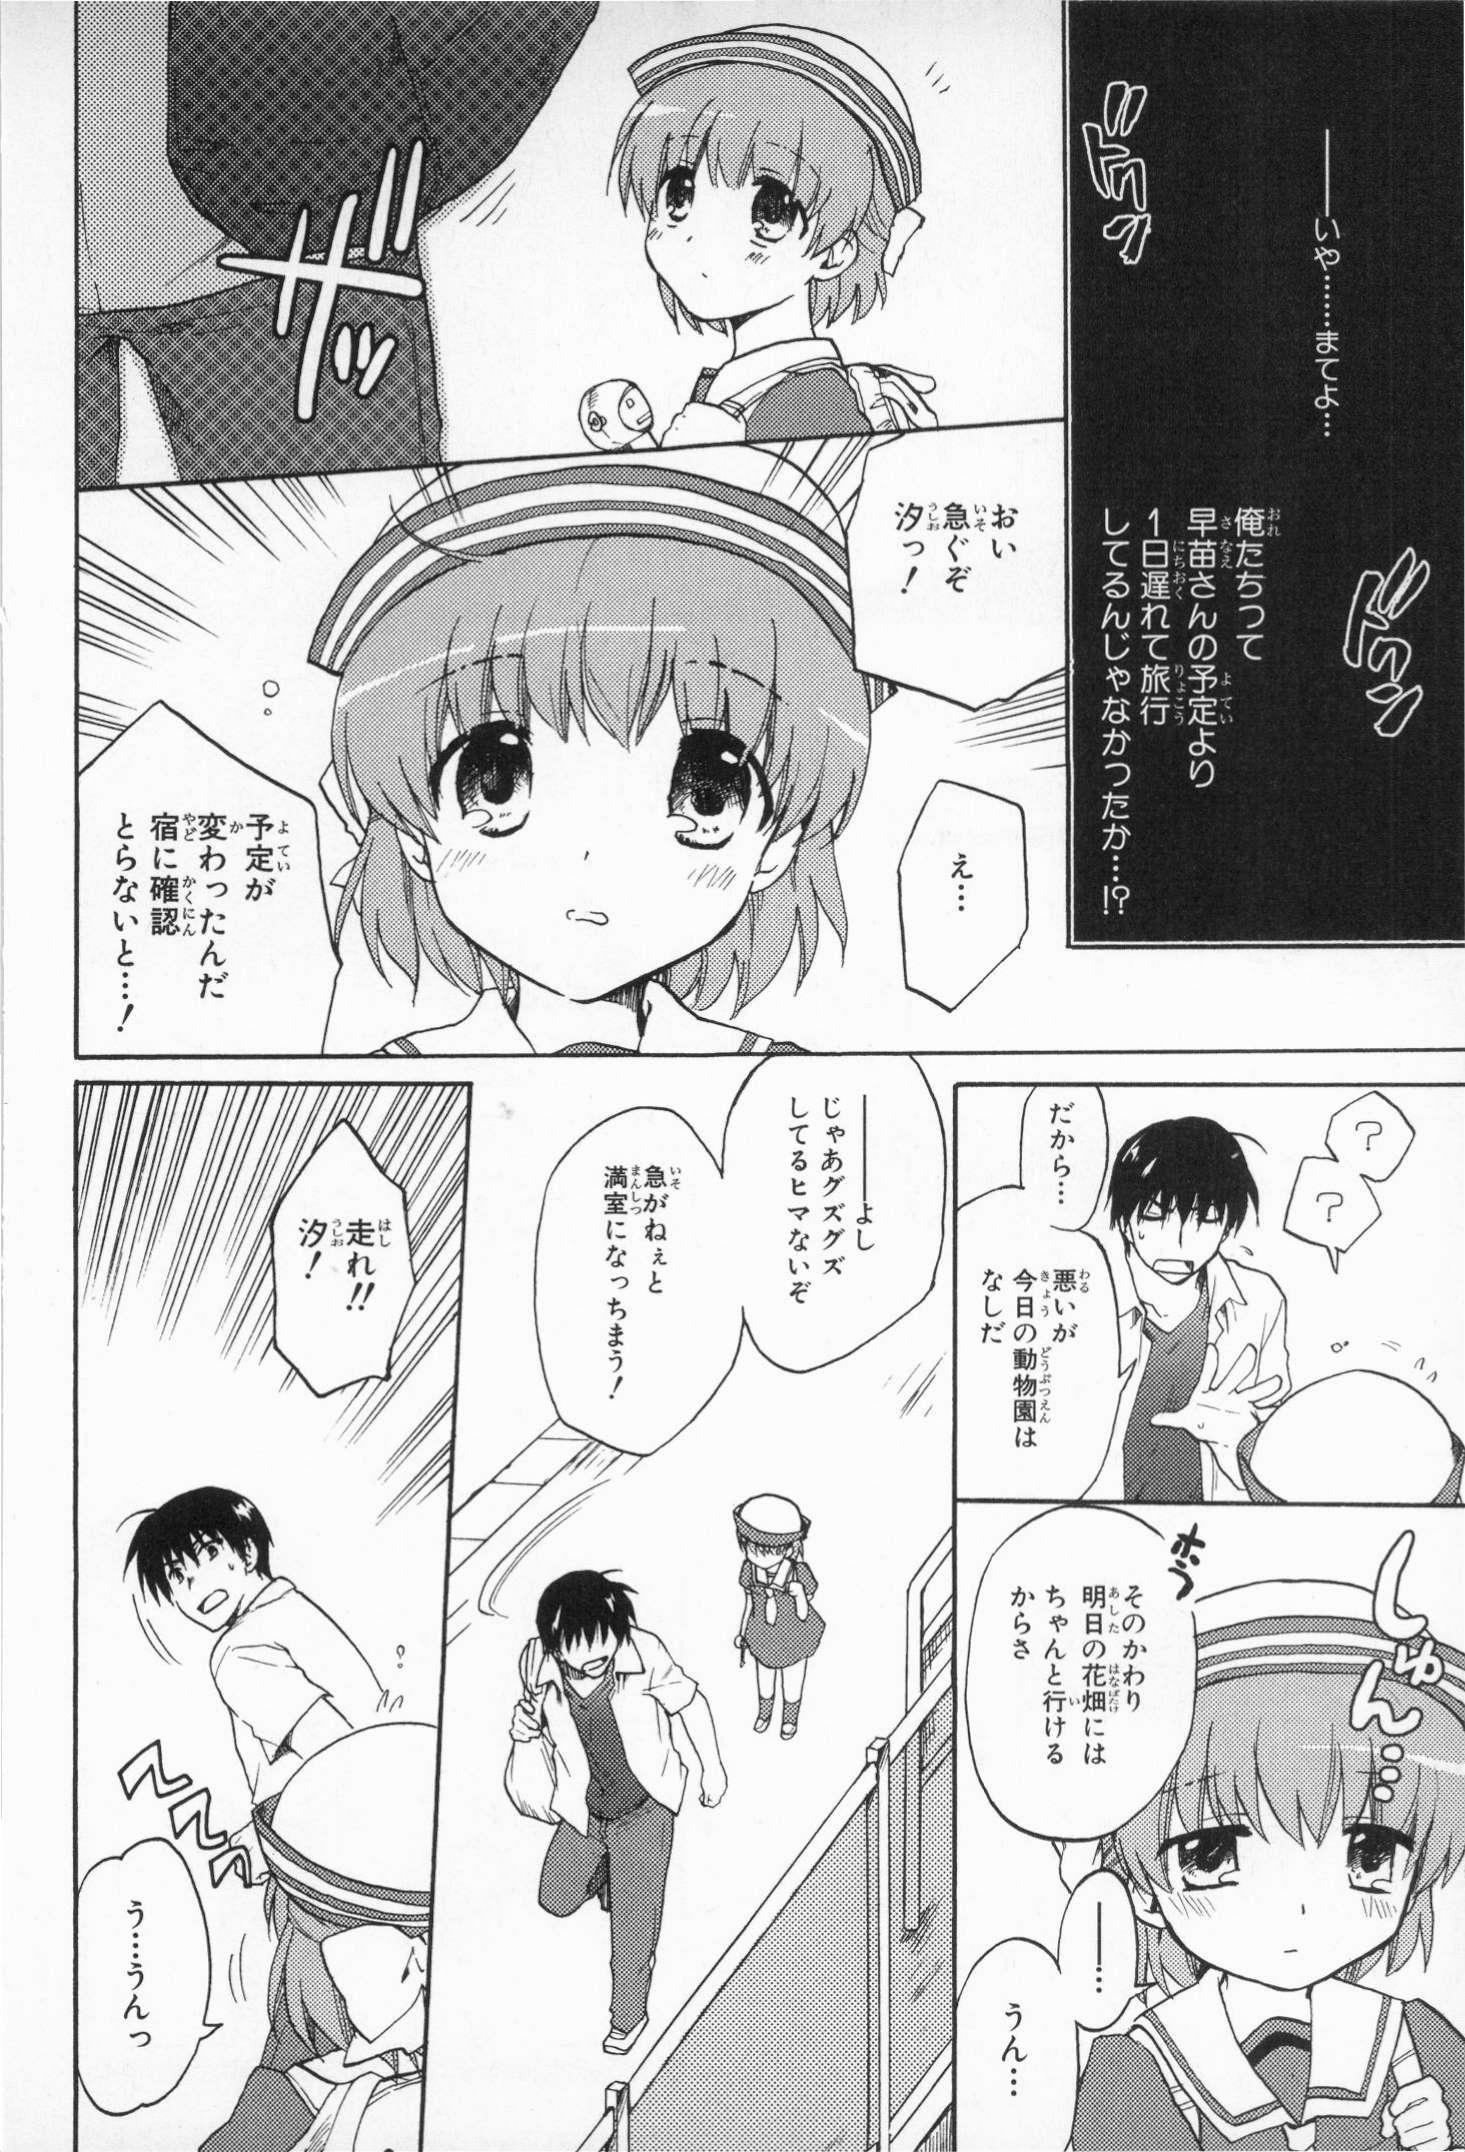 ――いや……まてよ…
ドクン
俺たちって
早苗さんの予定より
1日遅れて旅行
してるんじゃなかったか…!?
ドクン
ザッ
おい
急ぐぞ
汐っ!
え…
予定が
変わったんだ
宿に確認
とらないと…!
?
?
だから…
悪いが
今日の動物園は
なしだ
しゅん…
そのかわり
明日の花畑には
ちゃんと行ける
からさ
ホラ
――…
うん…
――よし
じゃあグズグズ
してるヒマないぞ
急がねぇと
満室になっちまう!
走れ!!
汐!
う……うんっ